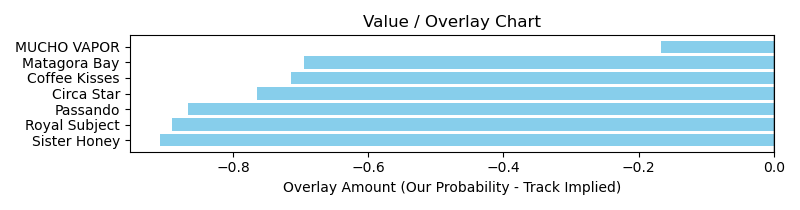 Value / Overlay Chart
MUCHO VAPOR
Matagora Bay
Coffee Kisses
Circa Star
Passando
Royal Subject
Sister Honey
−0.8 −0.6 −0.4 −0.2 0.0
Overlay Amount (Our Probability - Track Implied)